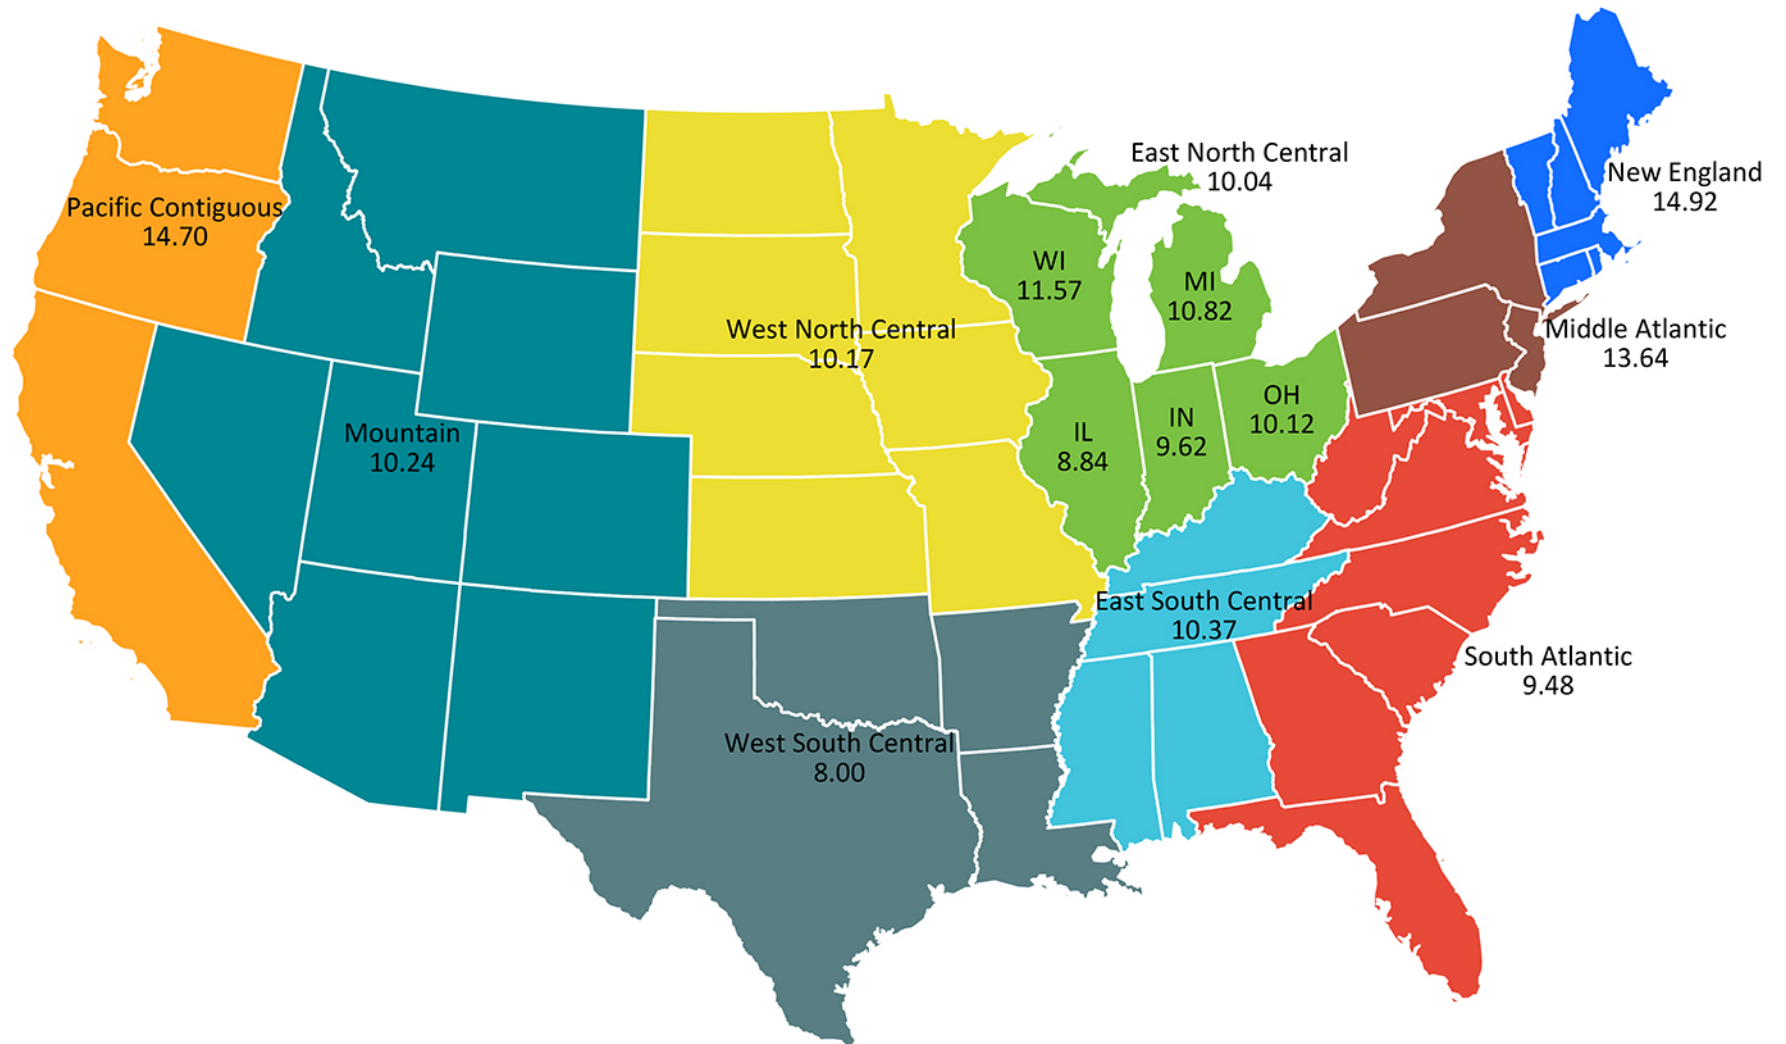 East North Central
10.04
New England
14.92
Pacific Contiguous
14.70
WI
11.57
MI
10.82
West North Central
10.17
Middle Atlantic
13.64
OH
10.12
IN
9.62
IL
8.84
Mountain
10.24
East South Central
10.37
South Atlantic
9.48
West South Central
8.00